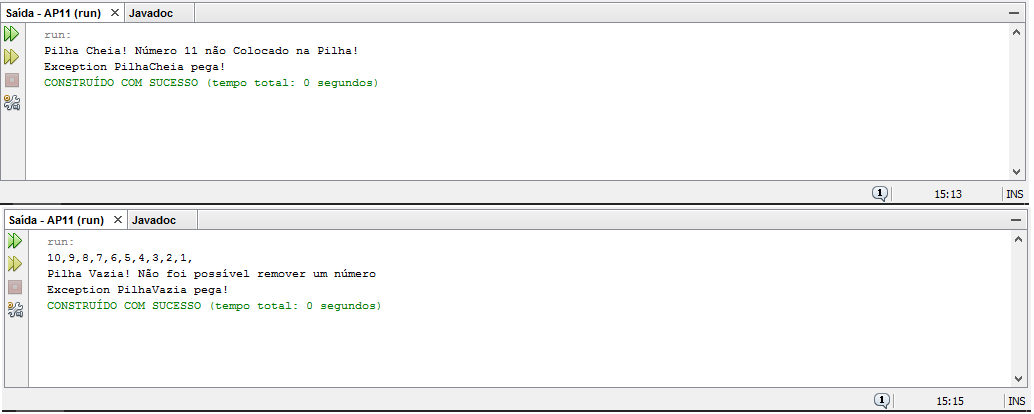 Saída - AP11 (run) Javadoc
run:
Pilha Cheia! Número 11 não Colocado na Pilha!
Exception PilhaCheia pega!
CONSTRUÍDO COM SUCESSO (tempo total: 0 segundos)
1 15:13 INS
Saída - AP11 (run) Javadoc
run:
10,9,8,7,6,5,4,3,2,1,
Pilha Vazia! Não foi possível remover um número
Exception PilhaVazia pega!
CONSTRUÍDO COM SUCESSO (tempo total: 0 segundos)
1 15:15 INS